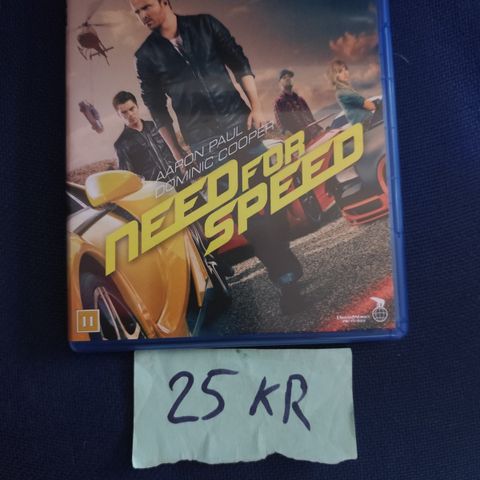 AARON PAUL
DOMINIC COOPER
NEED FOR
SPEED
11
25 KR